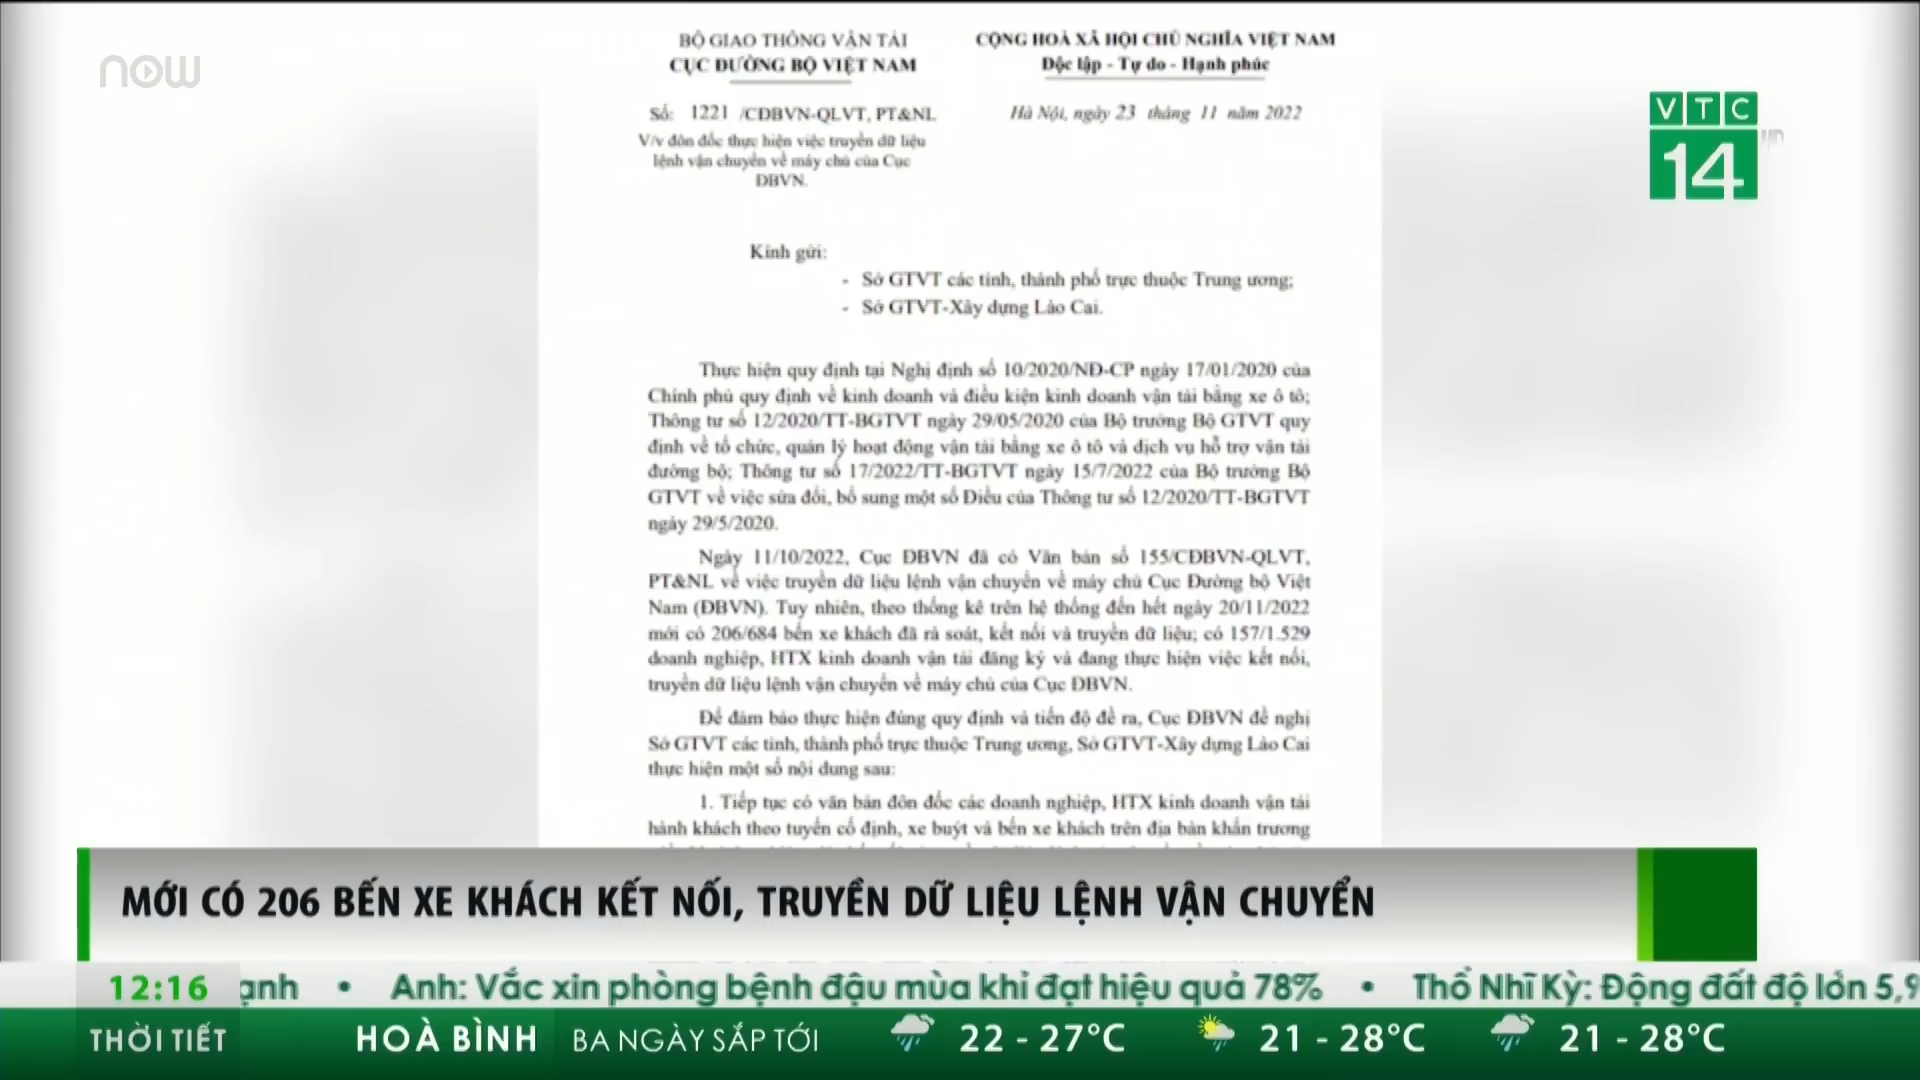 now
BỘ GIAO THÔNG VẬN TẢI
CỤC ĐƯỜNG BỘ VIỆT NAM
CỘNG HOÀ XÃ HỘI CHỦ NGHĨA VIỆT NAM
Độc lập - Tự do - Hạnh phúc
Số: 1221 /CĐBVN-QLVT, PT&NL
Hà Nội, ngày 23 tháng 11 năm 2022
V/v đôn đốc thực hiện việc truyền dữ liệu
lệnh vận chuyển về máy chủ của Cục
ĐBVN.
VTC
14
Kính gửi:
- Sở GTVT các tỉnh, thành phố trực thuộc Trung ương;
- Sở GTVT-Xây dựng Lào Cai.
Thực hiện quy định tại Nghị định số 10/2020/NĐ-CP ngày 17/01/2020 của
Chính phủ quy định về kinh doanh và điều kiện kinh doanh vận tải bằng xe ô tô;
Thông tư số 12/2020/TT-BGTVT ngày 29/05/2020 của Bộ trưởng Bộ GTVT quy
định về tổ chức, quản lý hoạt động vận tải bằng xe ô tô và dịch vụ hỗ trợ vận tải
đường bộ; Thông tư số 17/2022/TT-BGTVT ngày 15/7/2022 của Bộ trưởng Bộ
GTVT về việc sửa đổi, bổ sung một số Điều của Thông tư số 12/2020/TT-BGTVT
ngày 29/5/2020.
Ngày 11/10/2022, Cục ĐBVN đã có Văn bản số 155/CĐBVN-QLVT,
PT&NL về việc truyền dữ liệu lệnh vận chuyển về máy chủ Cục Đường bộ Việt
Nam (ĐBVN). Tuy nhiên, theo thống kê trên hệ thống đến hết ngày 20/11/2022
mới có 206/684 bến xe khách đã rà soát, kết nối và truyền dữ liệu; có 157/1.529
doanh nghiệp, HTX kinh doanh vận tải đăng ký và đang thực hiện việc kết nối,
truyền dữ liệu lệnh vận chuyển về máy chủ của Cục ĐBVN.
Để đảm bảo thực hiện đúng quy định và tiến độ đề ra, Cục ĐBVN đề nghị
Sở GTVT các tỉnh, thành phố trực thuộc Trung ương, Sở GTVT-Xây dựng Lào Cai
thực hiện một số nội dung sau:
1. Tiếp tục có văn bản đôn đốc các doanh nghiệp, HTX kinh doanh vận tải
hành khách theo tuyến cố định, xe buýt và bến xe khách trên địa bàn khẩn trương
MỚI CÓ 206 BẾN XE KHÁCH KẾT NỐI, TRUYỀN DỮ LIỆU LỆNH VẬN CHUYỂN
12:16 ạnh • Anh: Vắc xin phòng bệnh đậu mùa khỉ đạt hiệu quả 78% • Thổ Nhĩ Kỳ: Động đất độ lớn 5,9
THỜI TIẾT HOÀ BÌNH BA NGÀY SẮP TỚI 22 - 27°C 21 - 28°C 21 - 28°C